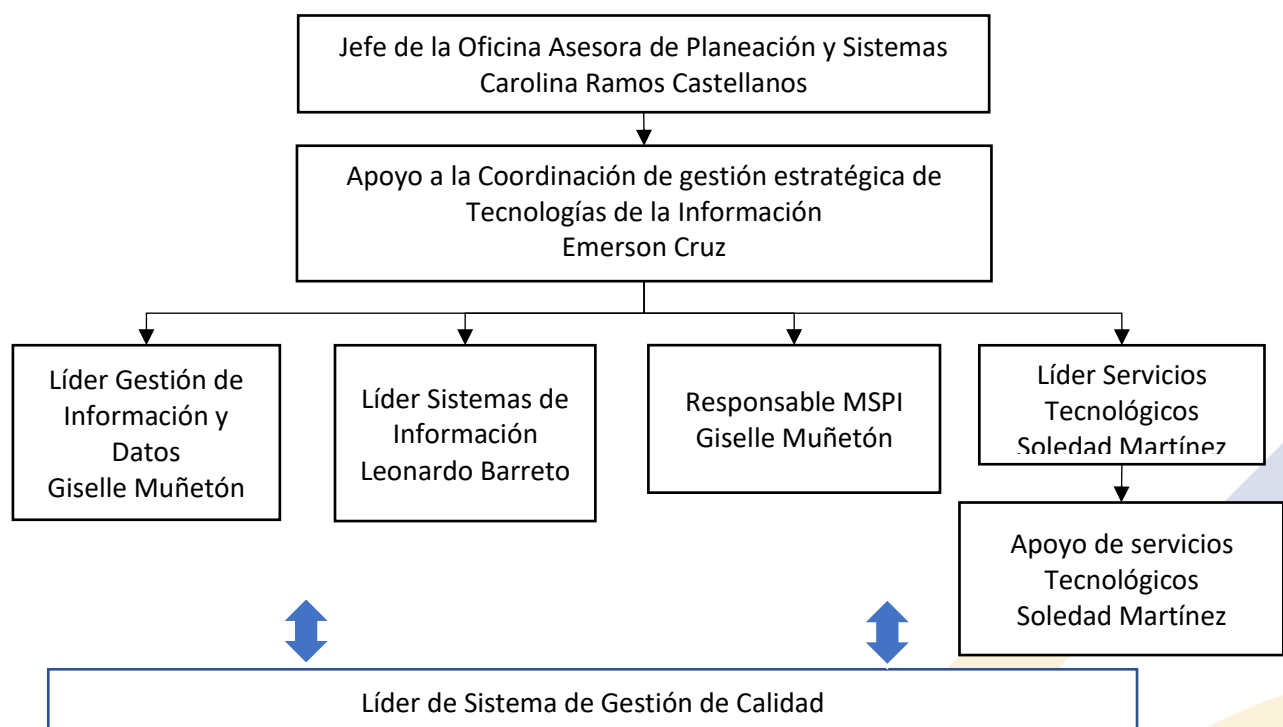 Jefe de la Oficina Asesora de Planeación y Sistemas
Carolina Ramos Castellanos
Apoyo a la Coordinación de gestión estratégica de
Tecnologías de la Información
Emerson Cruz
Líder Gestión de
Información y
Datos
Giselle Muñetón
Líder Sistemas de
Información
Leonardo Barreto
Responsable MSPI
Giselle Muñetón
Líder Servicios
Tecnológicos
Soledad Martínez
Apoyo de servicios
Tecnológicos
Soledad Martínez
Líder de Sistema de Gestión de Calidad